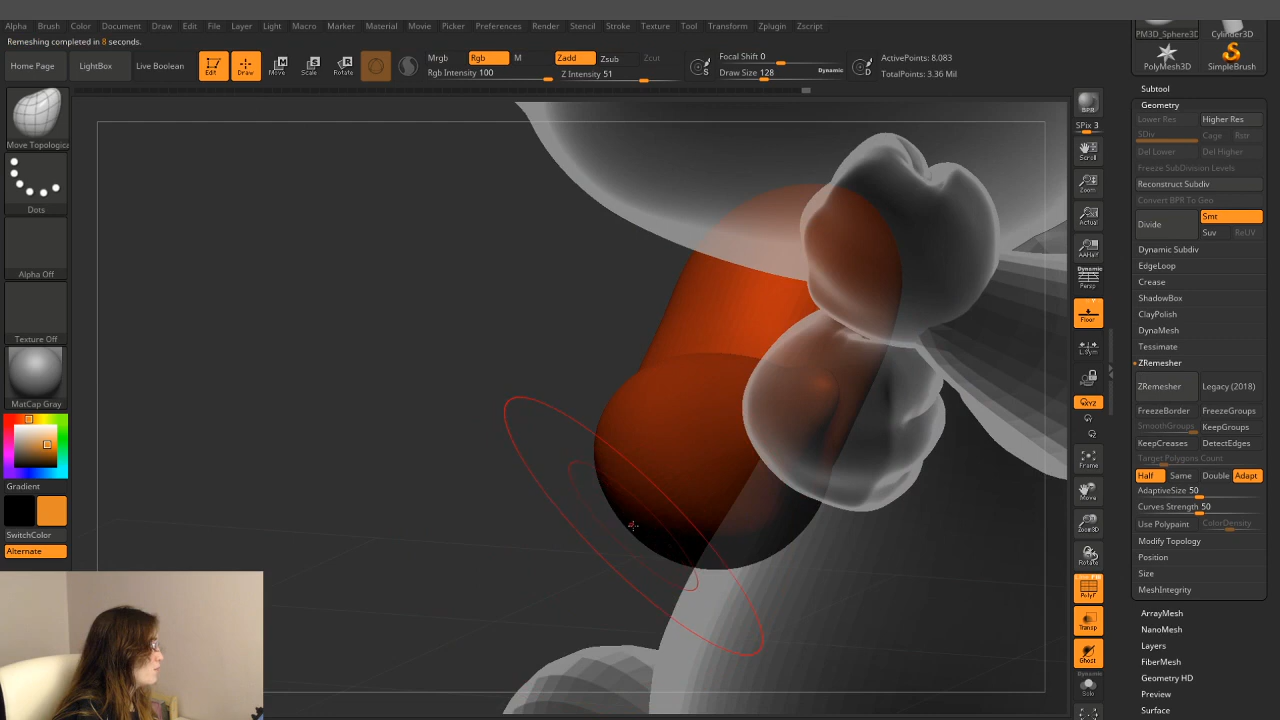 Alpha Brush Color Document Draw Edit File Layer Light Macro Marker Material Movie Picker Preferences Render Stencil Stroke Texture Tool Transform Zplugin Zscript
Remeshing completed in 8 seconds.
Home Page LightBox Live Boolean Edit Draw Move Scale Rotate
Mrgb Rgb M Zadd Zsub Zcut
Rgb Intensity 100 Z Intensity 51
Focal Shift 0
Draw Size 128 Dynamic
S D
ActivePoints: 8.083
TotalPoints: 3.36 Mil
Move Topologica
Dots
Alpha Off
Texture Off
MatCap Gray
Gradient
SwitchColor
Alternate
BPR
SPix 3
Scroll
Zoom
Actual
AAHalf
Dynamic
Persp
Floor
L.Sym
XYZ
Frame
Move
Zoom3D
Rotate
PolyF
Transp
Ghost
Dynamic
Solo
PM3D_Sphere3D Cylinder3D
PolyMesh3D SimpleBrush
Subtool
Geometry
Lower Res Higher Res
SDiv Cage Rstr
Del Lower Del Higher
Freeze SubDivision Levels
Reconstruct Subdiv
Convert BPR To Geo
Divide Smt
Suv ReUV
Dynamic Subdiv
EdgeLoop
Crease
ShadowBox
ClayPolish
DynaMesh
Tessimate
ZRemesher
ZRemesher Legacy (2018)
FreezeBorder FreezeGroups
SmoothGroups KeepGroups
KeepCreases DetectEdges
Target Polygons Count
Half Same Double Adapt
AdaptiveSize 50
Curves Strength 50
Use Polypaint ColorDensity
Modify Topology
Position
Size
MeshIntegrity
ArrayMesh
NanoMesh
Layers
FiberMesh
Geometry HD
Preview
Surface